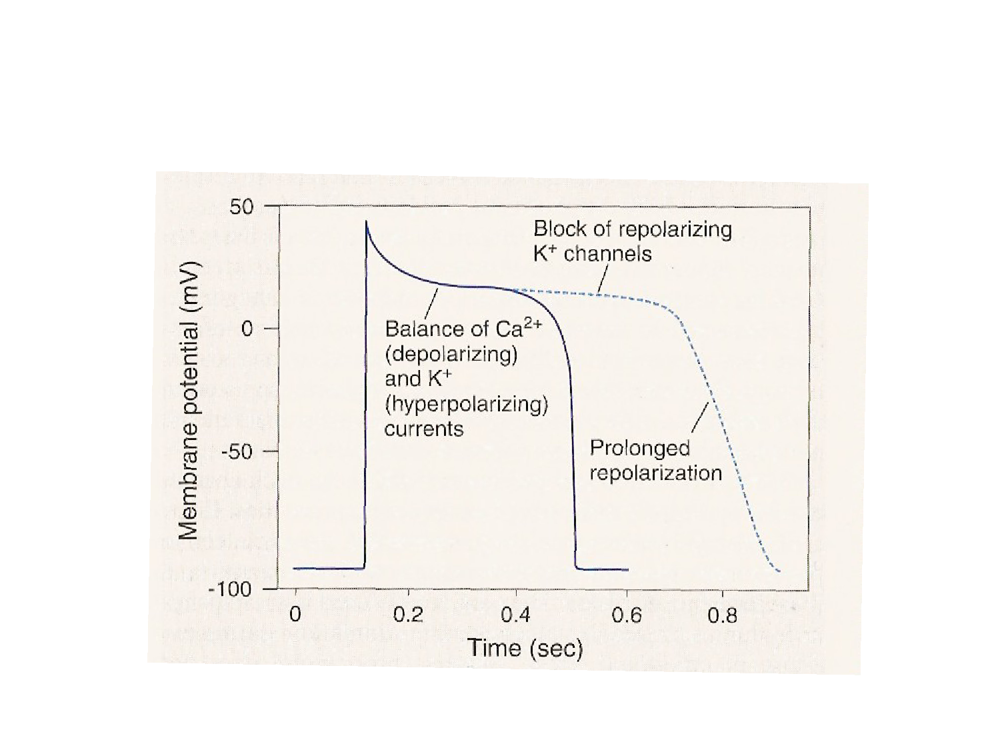 50
Block of repolarizing
K+ channels
Membrane potential (mV)
0
Balance of Ca2+
(depolarizing)
and K+
(hyperpolarizing)
currents
-50
Prolonged
repolarization
-100
0 0.2 0.4 0.6 0.8
Time (sec)